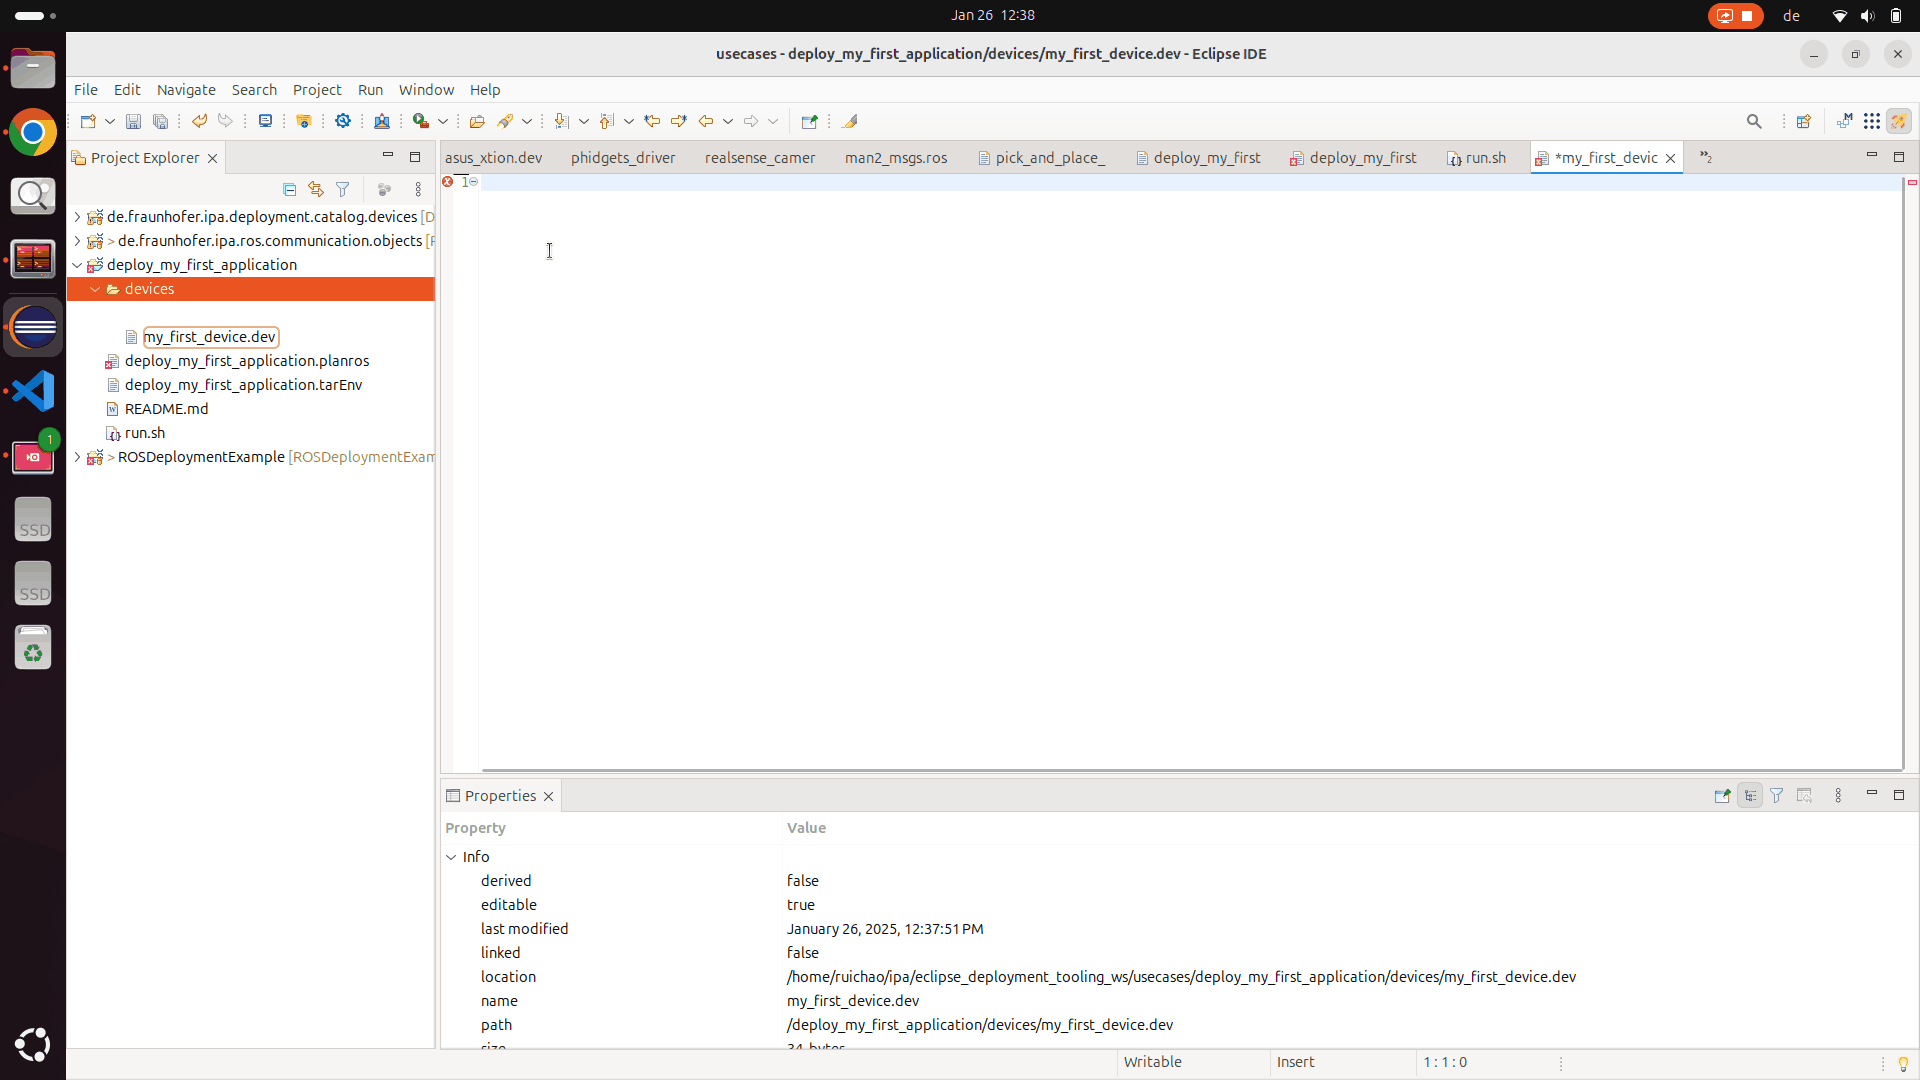 Jan 26 12:38
de
usecases - deploy_my_first_application/devices/my_first_device.dev - Eclipse IDE
File Edit Navigate Search Project Run Window Help
Project Explorer
asus_xtion.dev phidgets_driver realsense_camer man2_msgs.ros pick_and_place_ deploy_my_first deploy_my_first run.sh *my_first_devic
2
1
de.fraunhofer.ipa.deployment.catalog.devices [D
> de.fraunhofer.ipa.ros.communication.objects [F
deploy_my_first_application
devices
my_first_device.dev
deploy_my_first_application.planros
deploy_my_first_application.tarEnv
README.md
run.sh
> ROSDeploymentExample [ROSDeploymentExam
1
SSD
SSD
Properties
Property Value
Info
derived false
editable true
last modified January 26, 2025, 12:37:51 PM
linked false
location /home/ruichao/ipa/eclipse_deployment_tooling_ws/usecases/deploy_my_first_application/devices/my_first_device.dev
name my_first_device.dev
path /deploy_my_first_application/devices/my_first_device.dev
size 34 bytes
Writable Insert 1 : 1 : 0